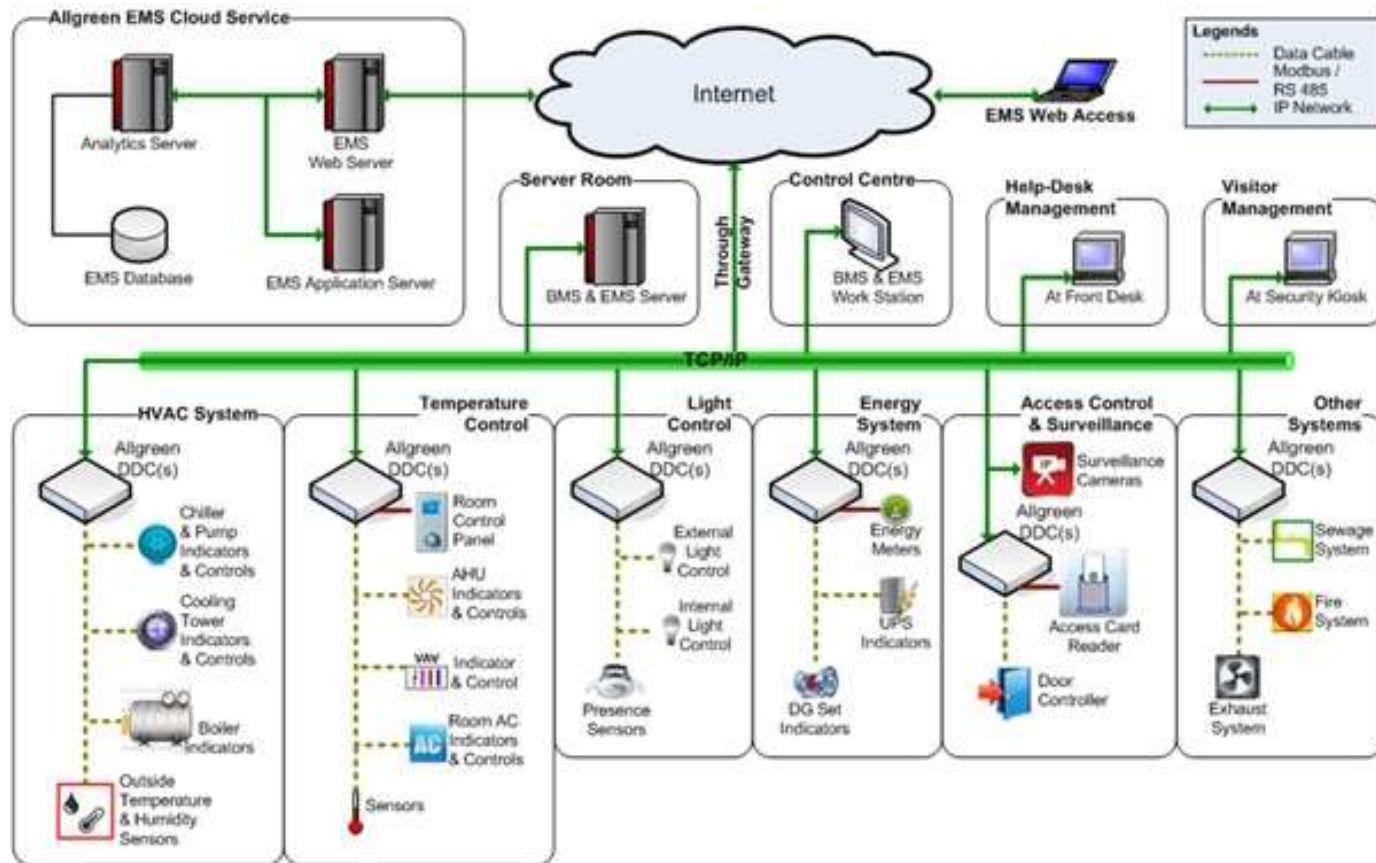 Allgreen EMS Cloud Service
Analytics Server
EMS
Web Server
EMS Database
EMS Application Server
Internet
EMS Web Access
Legends
Data Cable
Modbus /
RS 485
IP Network
Server Room
BMS & EMS Server
Through
Gateway
Control Centre
BMS & EMS
Work Station
Help-Desk
Management
At Front Desk
Visitor
Management
At Security Kiosk
TCP/IP
HVAC System
Allgreen
DDC(s)
Chiller
& Pump
Indicators
& Controls
Cooling
Tower
Indicators
& Controls
Boiler
Indicators
Outside
Temperature
& Humidity
Sensors
Temperature
Control
Allgreen
DDC(s)
Room
Control
Panel
AHU
Indicators
& Controls
VAV
Indicator
& Control
AC
Room AC
Indicators
& Controls
Sensors
Light
Control
Allgreen
DDC(s)
External
Light
Control
Internal
Light
Control
Presence
Sensors
Energy
System
Allgreen
DDC(s)
Energy
Meters
UPS
Indicators
DG Set
Indicators
Access Control
& Surveillance
IP
Surveillance
Cameras
Allgreen
DDC(s)
Access Card
Reader
Door
Controller
Other
Systems
Allgreen
DDC(s)
Sewage
System
Fire
System
Exhaust
System